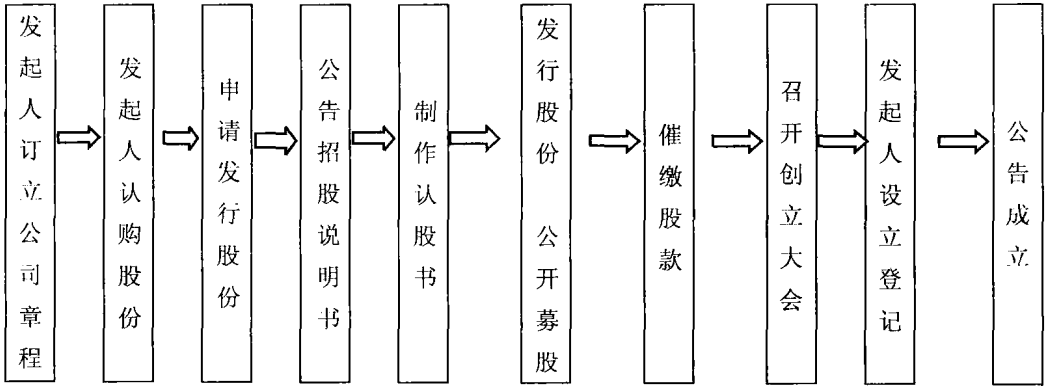 发起人订立公司章程
发起人认购股份
申请发行股份
公告招股说明书
制作认股书
发行股份 公开募股
催缴股款
召开创立大会
发起人设立登记
公告成立